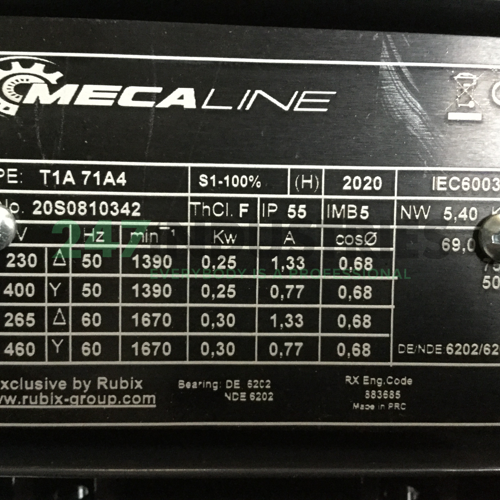 MECALINE
PE: T1A 71A4 S1-100% (H) 2020 IEC6003
No. 20S0810342 ThCl. F IP 55 IMB5 NW 5,40
V Hz min⁻¹ Kw A cosØ 69,0
230 Δ 50 1390 0,25 1,33 0,68
400 Y 50 1390 0,25 0,77 0,68
265 Δ 60 1670 0,30 1,33 0,68
460 Y 60 1670 0,30 0,77 0,68 DE/NDE:6202/62
EVERYBODY IS A PROFESSIONAL
xclusive by Rubix Bearing: DE 6202 RX Eng.Code
www.rubix-group.com NDE 6202 883685
Made in PRC